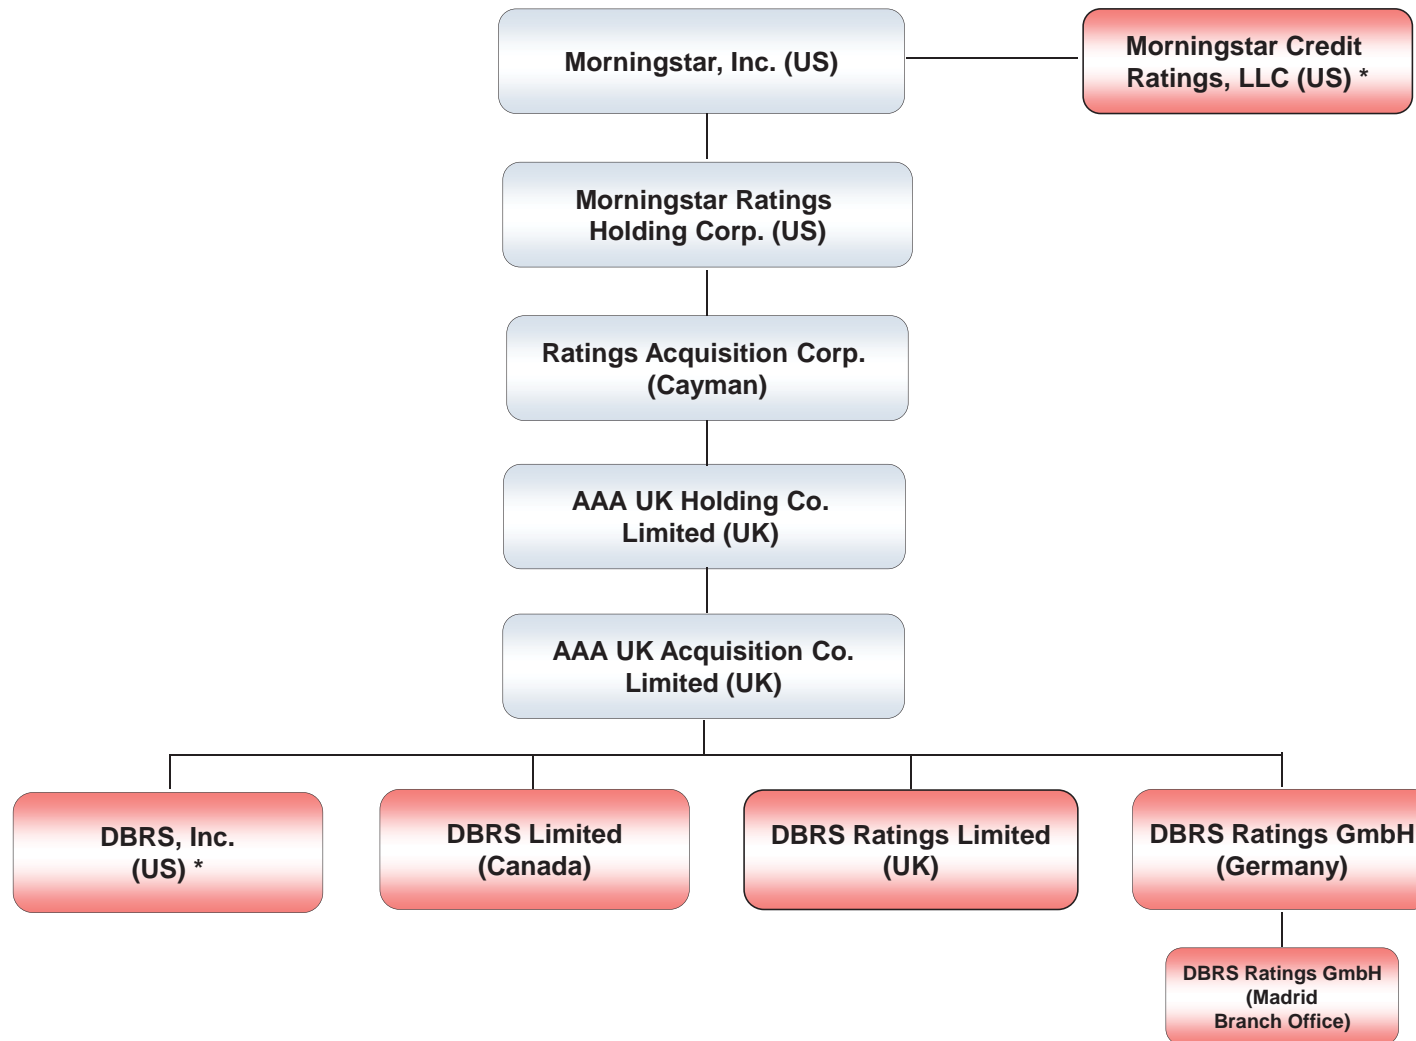 Morningstar, Inc. (US)
Morningstar Credit
Ratings, LLC (US) *
Morningstar Ratings
Holding Corp. (US)
Ratings Acquisition Corp.
(Cayman)
AAA UK Holding Co.
Limited (UK)
AAA UK Acquisition Co.
Limited (UK)
DBRS, Inc.
(US) *
DBRS Limited
(Canada)
DBRS Ratings Limited
(UK)
DBRS Ratings GmbH
(Germany)
DBRS Ratings GmbH
(Madrid
Branch Office)